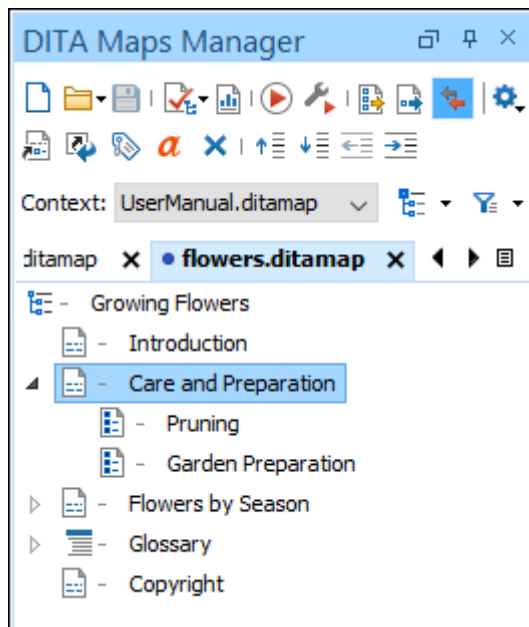 DITA Maps Manager
Context: UserManual.ditamap
ditamap flowers.ditamap
- Growing Flowers
- Introduction
- Care and Preparation
- Pruning
- Garden Preparation
- Flowers by Season
- Glossary
- Copyright